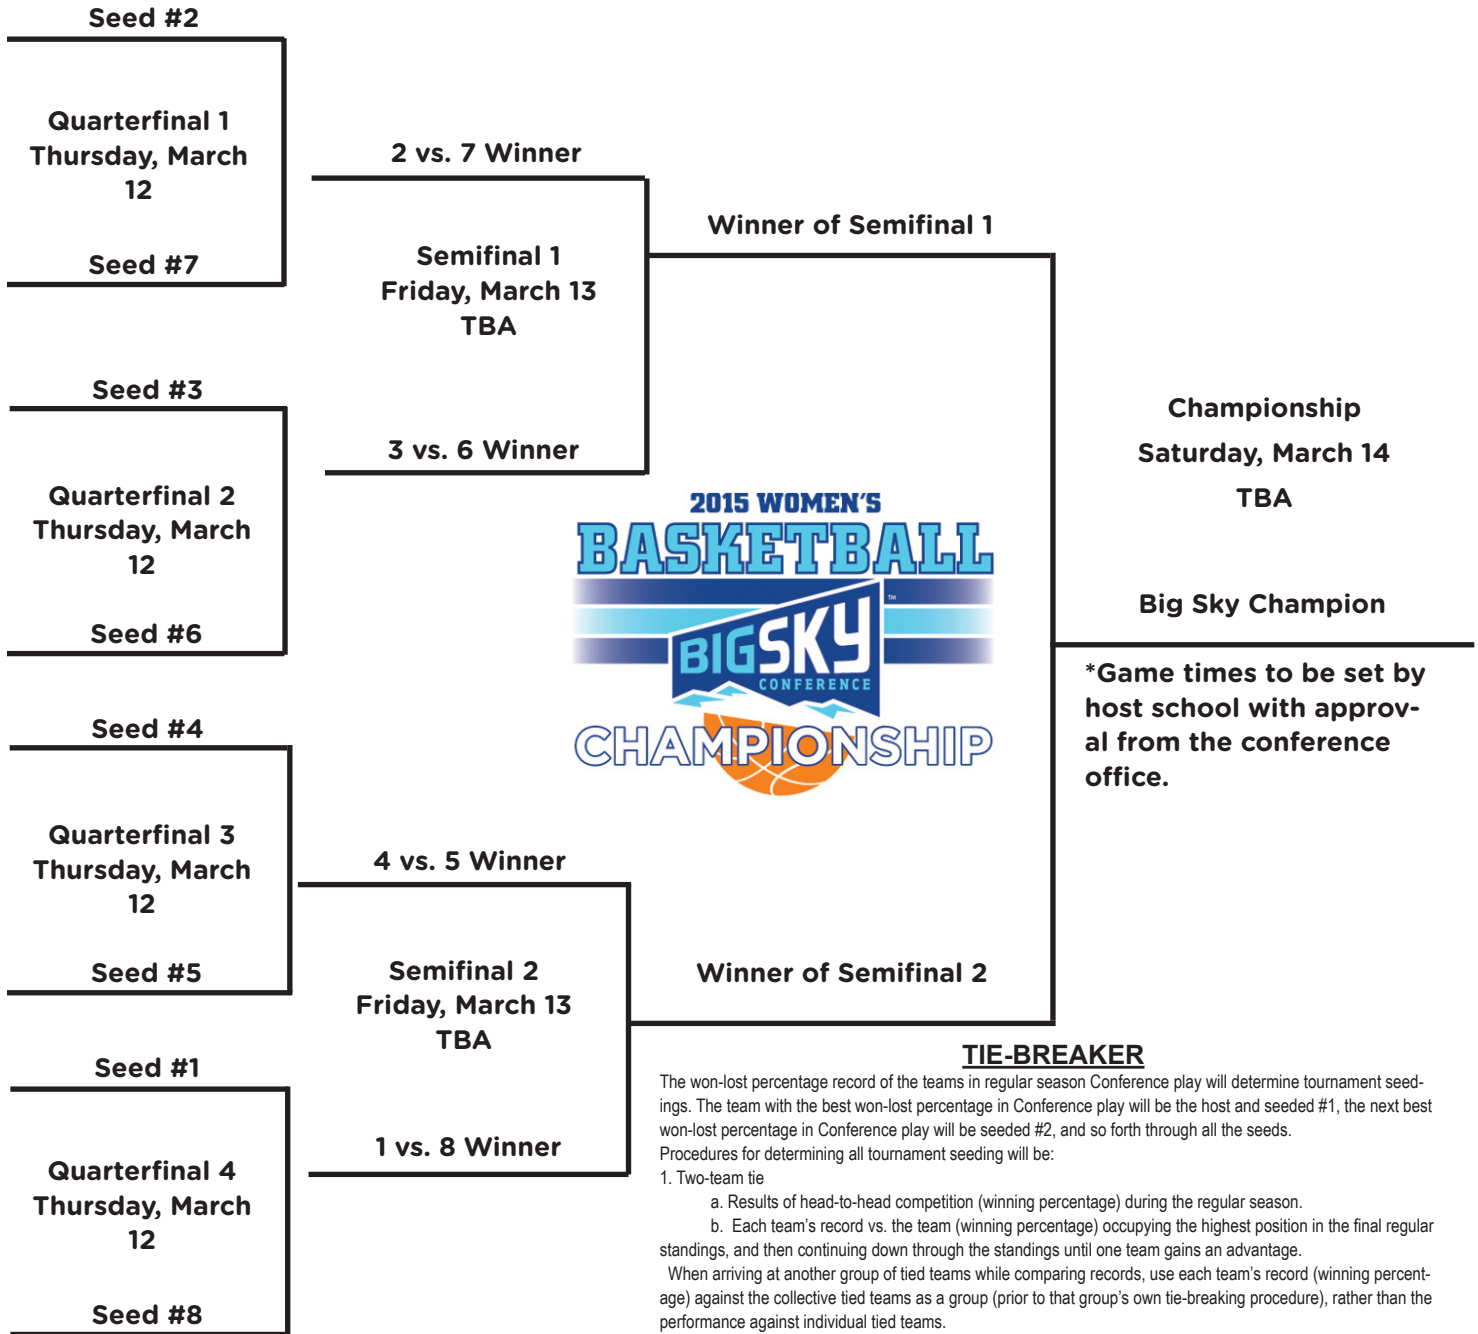 Seed #2
Quarterfinal 1
Thursday, March
12
Seed #7
Seed #3
Quarterfinal 2
Thursday, March
12
Seed #6
Seed #4
Quarterfinal 3
Thursday, March
12
Seed #5
Seed #1
Quarterfinal 4
Thursday, March
12
Seed #8
2 vs. 7 Winner
Semifinal 1
Friday, March 13
TBA
3 vs. 6 Winner
4 vs. 5 Winner
Semifinal 2
Friday, March 13
TBA
1 vs. 8 Winner
Winner of Semifinal 1
2015 WOMEN'S
BASKETBALL
BIG SKY
™
CONFERENCE
CHAMPIONSHIP
Winner of Semifinal 2
Championship
Saturday, March 14
TBA
Big Sky Champion
*Game times to be set by
host school with approv-
al from the conference
office.
TIE-BREAKER
The won-lost percentage record of the teams in regular season Conference play will determine tournament seed-
ings. The team with the best won-lost percentage in Conference play will be the host and seeded #1, the next best
won-lost percentage in Conference play will be seeded #2, and so forth through all the seeds.
Procedures for determining all tournament seeding will be:
1. Two-team tie
a. Results of head-to-head competition (winning percentage) during the regular season.
b. Each team's record vs. the team (winning percentage) occupying the highest position in the final regular
standings, and then continuing down through the standings until one team gains an advantage.
When arriving at another group of tied teams while comparing records, use each team's record (winning percent-
age) against the collective tied teams as a group (prior to that group's own tie-breaking procedure), rather than the
performance against individual tied teams.